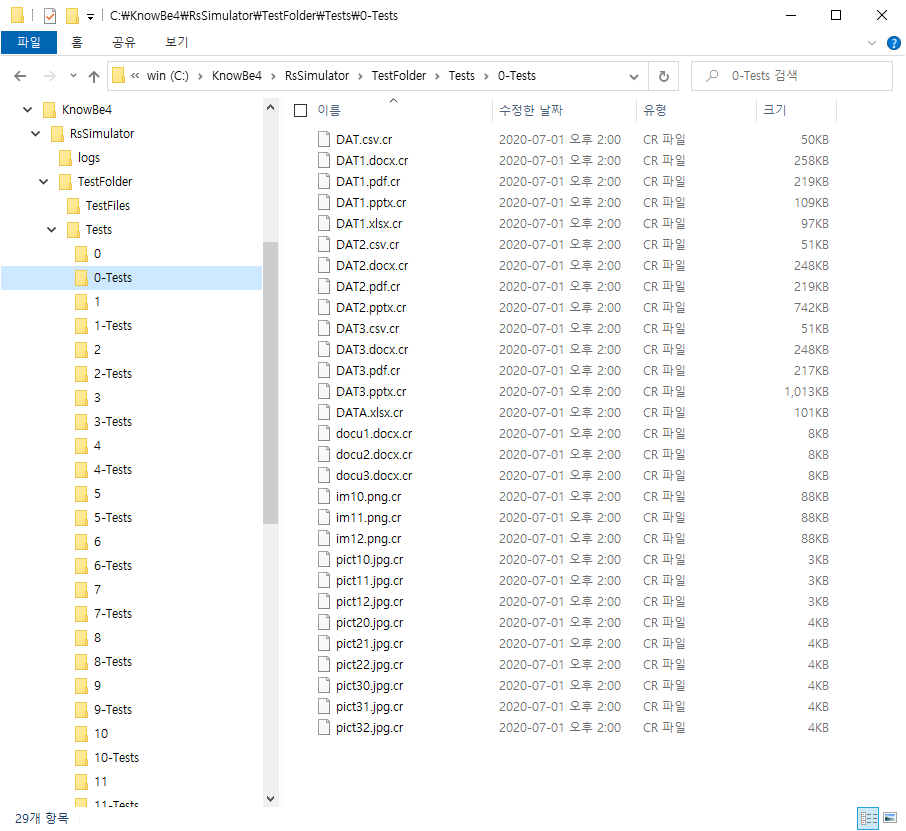 C:₩KnowBe4₩RsSimulator₩TestFolder₩Tests₩0-Tests
파일 홈 공유 보기
« win (C:) › KnowBe4 › RsSimulator › TestFolder › Tests › 0-Tests
0-Tests 검색
KnowBe4
RsSimulator
logs
TestFolder
TestFiles
Tests
0
0-Tests
1
1-Tests
2
2-Tests
3
3-Tests
4
4-Tests
5
5-Tests
6
6-Tests
7
7-Tests
8
8-Tests
9
9-Tests
10
10-Tests
11
11-Tests
이름 수정한 날짜 유형 크기
DAT.csv.cr 2020-07-01 오후 2:00 CR 파일 50KB
DAT1.docx.cr 2020-07-01 오후 2:00 CR 파일 258KB
DAT1.pdf.cr 2020-07-01 오후 2:00 CR 파일 219KB
DAT1.pptx.cr 2020-07-01 오후 2:00 CR 파일 109KB
DAT1.xlsx.cr 2020-07-01 오후 2:00 CR 파일 97KB
DAT2.csv.cr 2020-07-01 오후 2:00 CR 파일 51KB
DAT2.docx.cr 2020-07-01 오후 2:00 CR 파일 248KB
DAT2.pdf.cr 2020-07-01 오후 2:00 CR 파일 219KB
DAT2.pptx.cr 2020-07-01 오후 2:00 CR 파일 742KB
DAT3.csv.cr 2020-07-01 오후 2:00 CR 파일 51KB
DAT3.docx.cr 2020-07-01 오후 2:00 CR 파일 248KB
DAT3.pdf.cr 2020-07-01 오후 2:00 CR 파일 217KB
DAT3.pptx.cr 2020-07-01 오후 2:00 CR 파일 1,013KB
DATA.xlsx.cr 2020-07-01 오후 2:00 CR 파일 101KB
docu1.docx.cr 2020-07-01 오후 2:00 CR 파일 8KB
docu2.docx.cr 2020-07-01 오후 2:00 CR 파일 8KB
docu3.docx.cr 2020-07-01 오후 2:00 CR 파일 8KB
im10.png.cr 2020-07-01 오후 2:00 CR 파일 88KB
im11.png.cr 2020-07-01 오후 2:00 CR 파일 88KB
im12.png.cr 2020-07-01 오후 2:00 CR 파일 88KB
pict10.jpg.cr 2020-07-01 오후 2:00 CR 파일 3KB
pict11.jpg.cr 2020-07-01 오후 2:00 CR 파일 3KB
pict12.jpg.cr 2020-07-01 오후 2:00 CR 파일 3KB
pict20.jpg.cr 2020-07-01 오후 2:00 CR 파일 4KB
pict21.jpg.cr 2020-07-01 오후 2:00 CR 파일 4KB
pict22.jpg.cr 2020-07-01 오후 2:00 CR 파일 4KB
pict30.jpg.cr 2020-07-01 오후 2:00 CR 파일 4KB
pict31.jpg.cr 2020-07-01 오후 2:00 CR 파일 4KB
pict32.jpg.cr 2020-07-01 오후 2:00 CR 파일 4KB
29개 항목